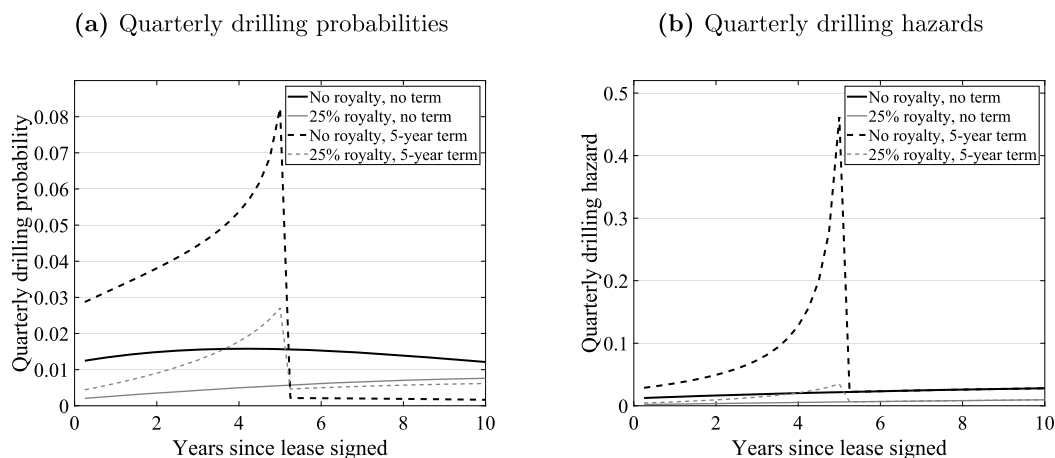 (a) Quarterly drilling probabilities
0.08
0.07
0.06
0.05
0.04
0.03
0.02
0.01
0
Quarterly drilling probability
No royalty, no term
25% royalty, no term
No royalty, 5-year term
25% royalty, 5-year term
0 2 4 6 8 10
Years since lease signed
(b) Quarterly drilling hazards
0.5
0.4
0.3
0.2
0.1
0
Quarterly drilling hazard
No royalty, no term
25% royalty, no term
No royalty, 5-year term
25% royalty, 5-year term
0 2 4 6 8 10
Years since lease signed